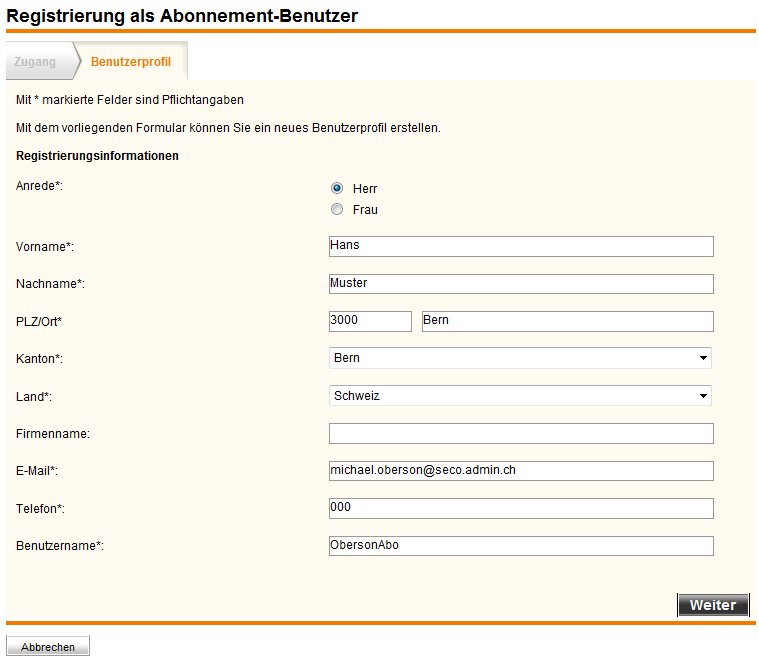 Registrierung als Abonnement-Benutzer
Zugang Benutzerprofil
Mit * markierte Felder sind Pflichtangaben
Mit dem vorliegenden Formular können Sie ein neues Benutzerprofil erstellen.
Registrierungsinformationen
Anrede*: Herr
Frau
Vorname*: Hans
Nachname*: Muster
PLZ/Ort* 3000 Bern
Kanton*: Bern
Land*: Schweiz
Firmenname:
E-Mail*: michael.oberson@seco.admin.ch
Telefon*: 000
Benutzername*: ObersonAbo
Weiter
Abbrechen